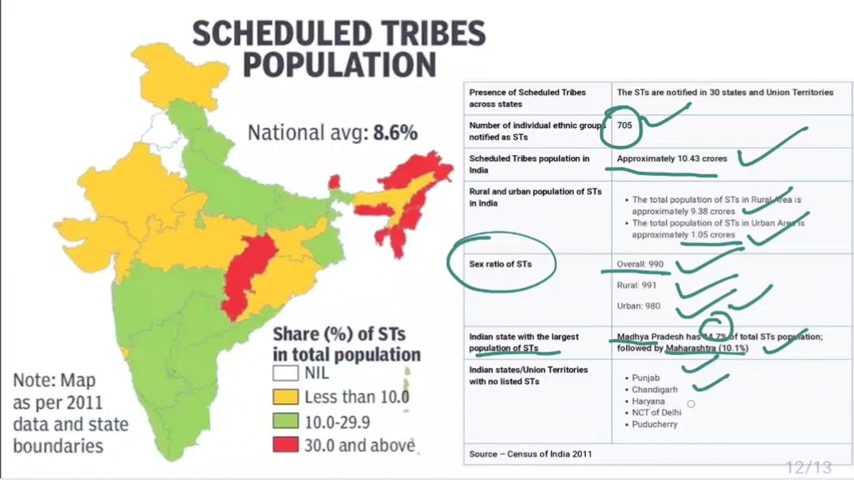 SCHEDULED TRIBES
POPULATION
National avg: 8.6%
Share (%) of STs
in total population
NIL
Less than 10.0
10.0-29.9
30.0 and above
Note: Map
as per 2011
data and state
boundaries
Presence of Scheduled Tribes
across states
The STs are notified in 30 states and Union Territories
Number of individual ethnic groups
notified as STs
705
Scheduled Tribes population in
India
Approximately 10.43 crores
Rural and urban population of STs
in India
The total population of STs in Rural Area is
approximately 9.38 crores
The total population of STs in Urban Area is
approximately 1.05 crores
Sex ratio of STs
Overall: 990
Rural: 991
Urban: 980
Indian state with the largest
population of STs
Madhya Pradesh has 14.7% of total STs population;
followed by Maharashtra (10.1%)
Indian states/Union Territories
with no listed STs
Punjab
Chandigarh
Haryana
NCT of Delhi
Puducherry
Source – Census of India 2011
12/13